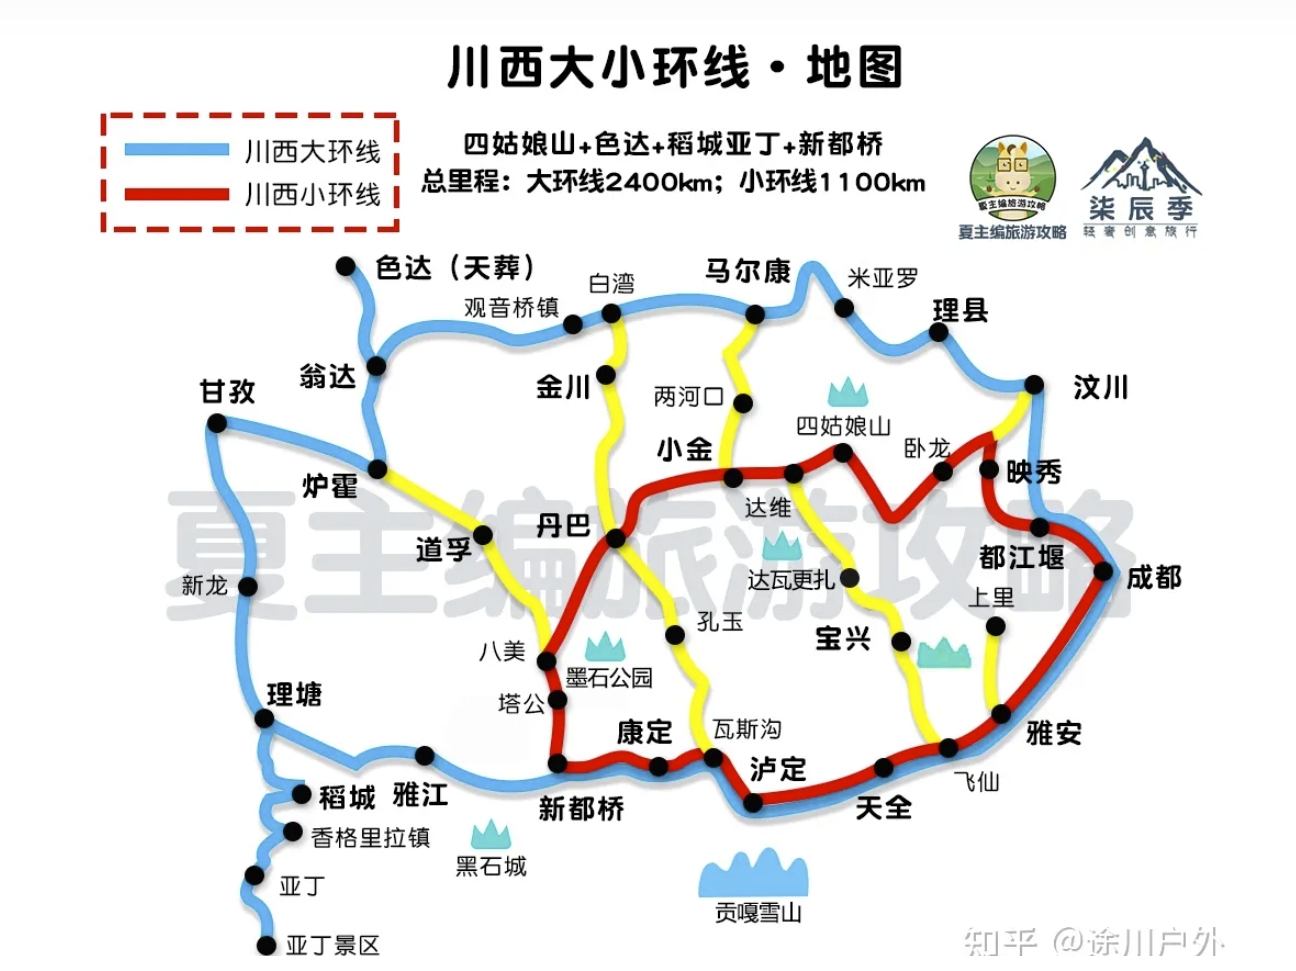 川西大小环线·地图
川西大环线
川西小环线
四姑娘山+色达+稻城亚丁+新都桥
总里程：大环线2400km；小环线1100km
夏主编旅游攻略
夏主编旅游攻略
柒辰季
轻奢创意旅行
色达（天葬）
白湾
马尔康
米亚罗
观音桥镇
理县
翁达
金川
汶川
甘孜
两河口
四姑娘山
小金
卧龙
炉霍
映秀
夏主编旅游攻略
达维
丹巴
道孚
都江堰
成都
新龙
达瓦更扎
上里
孔玉
宝兴
八美
墨石公园
理塘
塔公
康定
瓦斯沟
雅安
泸定
飞仙
稻城
雅江
新都桥
天全
香格里拉镇
黑石城
亚丁
贡嘎雪山
亚丁景区
知乎 @途川户外